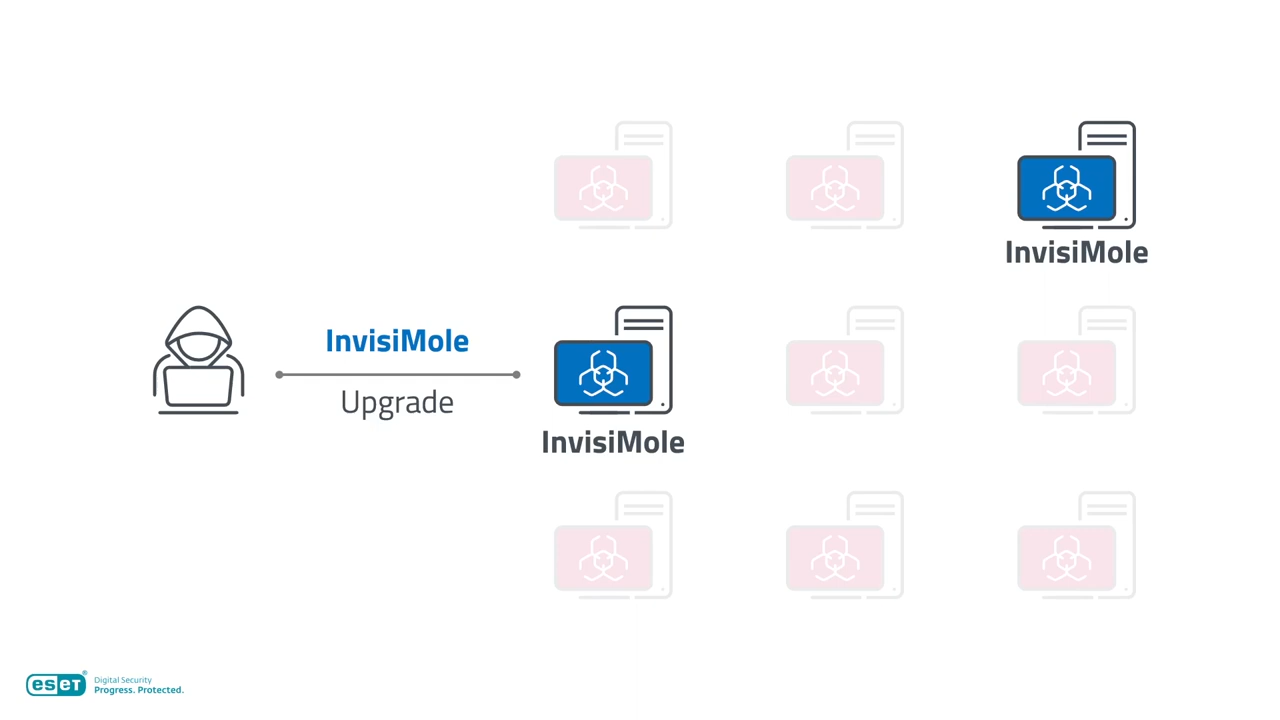 InvisiMole
InvisiMole
Upgrade
InvisiMole
eseT®
Digital Security
Progress. Protected.